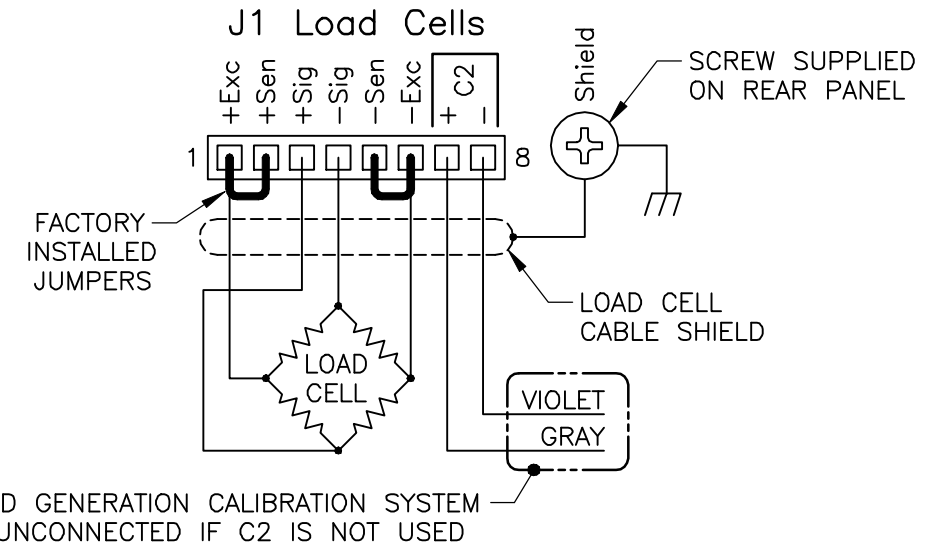 J1 Load Cells
+Exc
+Sen
+Sig
−Sig
−Sen
−Exc
C2
+
−
Shield
SCREW SUPPLIED
ON REAR PANEL
1
8
FACTORY
INSTALLED
JUMPERS
LOAD CELL
CABLE SHIELD
LOAD
CELL
VIOLET
GRAY
D GENERATION CALIBRATION SYSTEM
UNCONNECTED IF C2 IS NOT USED